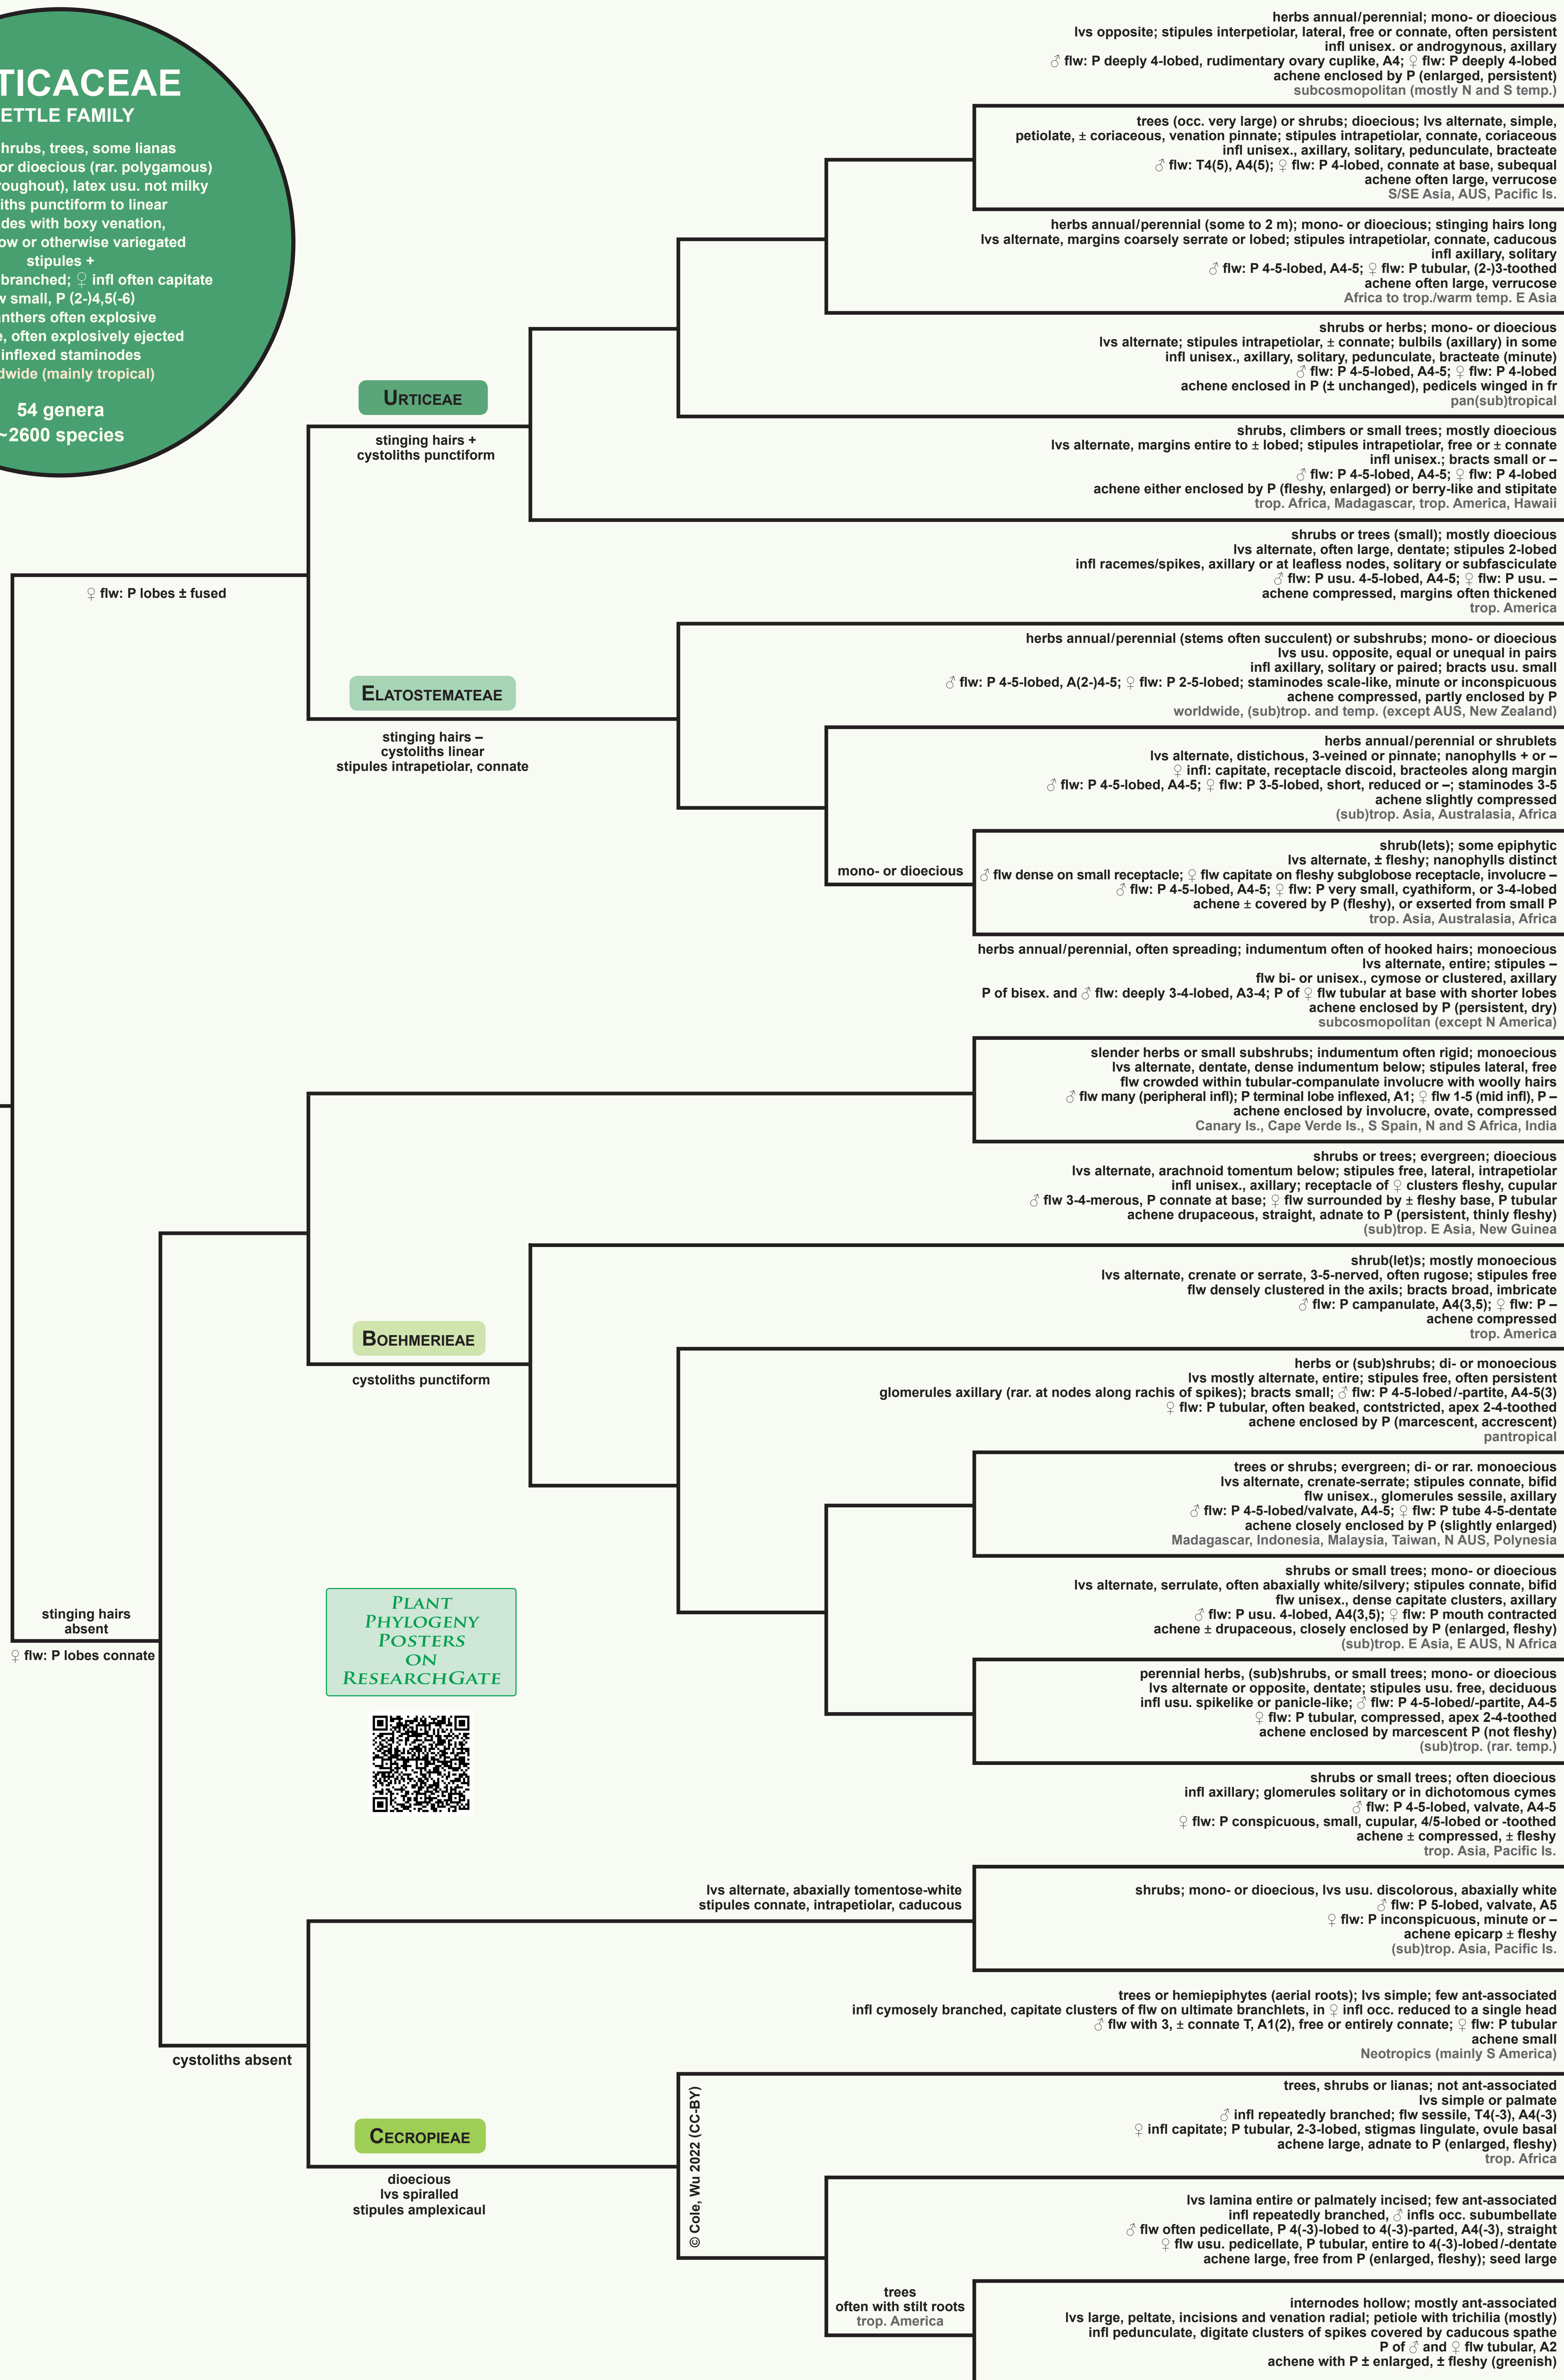 TICACEAE
ETTLE FAMILY
hrubs, trees, some lianas
or dioecious (rar. polygamous)
roughout), latex usu. not milky
iths punctiform to linear
des with boxy venation,
ow or otherwise variegated
stipules +
branched; ♀ infl often capitate
w small, P (2-)4,5(-6)
nthers often explosive
e, often explosively ejected
inflexed staminodes
dwide (mainly tropical)
54 genera
~2600 species
herbs annual/perennial; mono- or dioecious
lvs opposite; stipules interpetiolar, lateral, free or connate, often persistent
infl unisex. or androgynous, axillary
♂ flw: P deeply 4-lobed, rudimentary ovary cuplike, A4; ♀ flw: P deeply 4-lobed
achene enclosed by P (enlarged, persistent)
subcosmopolitan (mostly N and S temp.)
trees (occ. very large) or shrubs; dioecious; lvs alternate, simple,
petiolate, ± coriaceous, venation pinnate; stipules intrapetiolar, connate, coriaceous
infl unisex., axillary, solitary, pedunculate, bracteate
♂ flw: T4(5), A4(5); ♀ flw: P 4-lobed, connate at base, subequal
achene often large, verrucose
S/SE Asia, AUS, Pacific Is.
herbs annual/perennial (some to 2 m); mono- or dioecious; stinging hairs long
lvs alternate, margins coarsely serrate or lobed; stipules intrapetiolar, connate, caducous
infl axillary, solitary
♂ flw: P 4-5-lobed, A4-5; ♀ flw: P tubular, (2-)3-toothed
achene often large, verrucose
Africa to trop./warm temp. E Asia
shrubs or herbs; mono- or dioecious
lvs alternate; stipules intrapetiolar, ± connate; bulbils (axillary) in some
infl unisex., axillary, solitary, pedunculate, bracteate (minute)
♂ flw: P 4-5-lobed, A4-5; ♀ flw: P 4-lobed
achene enclosed in P (± unchanged), pedicels winged in fr
pan(sub)tropical
URTICEAE
stinging hairs +
cystoliths punctiform
shrubs, climbers or small trees; mostly dioecious
lvs alternate, margins entire to ± lobed; stipules intrapetiolar, free or ± connate
infl unisex.; bracts small or –
♂ flw: P 4-5-lobed, A4-5; ♀ flw: P 4-lobed
achene either enclosed by P (fleshy, enlarged) or berry-like and stipitate
trop. Africa, Madagascar, trop. America, Hawaii
shrubs or trees (small); mostly dioecious
lvs alternate, often large, dentate; stipules 2-lobed
infl racemes/spikes, axillary or at leafless nodes, solitary or subfasciculate
♂ flw: P usu. 4-5-lobed, A4-5; ♀ flw: P usu. –
achene compressed, margins often thickened
trop. America
♀ flw: P lobes ± fused
herbs annual/perennial (stems often succulent) or subshrubs; mono- or dioecious
lvs usu. opposite, equal or unequal in pairs
infl axillary, solitary or paired; bracts usu. small
♂ flw: P 4-5-lobed, A(2-)4-5; ♀ flw: P 2-5-lobed; staminodes scale-like, minute or inconspicuous
achene compressed, partly enclosed by P
worldwide, (sub)trop. and temp. (except AUS, New Zealand)
ELATOSTEMATEAE
stinging hairs –
cystoliths linear
stipules intrapetiolar, connate
herbs annual/perennial or shrublets
lvs alternate, distichous, 3-veined or pinnate; nanophylls + or –
♀ infl: capitate, receptacle discoid, bracteoles along margin
♂ flw: P 4-5-lobed, A4-5; ♀ flw: P 3-5-lobed, short, reduced or –; staminodes 3-5
achene slightly compressed
(sub)trop. Asia, Australasia, Africa
mono- or dioecious
shrub(lets); some epiphytic
lvs alternate, ± fleshy; nanophylls distinct
♂ flw dense on small receptacle; ♀ flw capitate on fleshy subglobose receptacle, involucre –
♂ flw: P 4-5-lobed, A4-5; ♀ flw: P very small, cyathiform, or 3-4-lobed
achene ± covered by P (fleshy), or exserted from small P
trop. Asia, Australasia, Africa
herbs annual/perennial, often spreading; indumentum often of hooked hairs; monoecious
lvs alternate, entire; stipules –
flw bi- or unisex., cymose or clustered, axillary
P of bisex. and ♂ flw: deeply 3-4-lobed, A3-4; P of ♀ flw tubular at base with shorter lobes
achene enclosed by P (persistent, dry)
subcosmopolitan (except N America)
slender herbs or small subshrubs; indumentum often rigid; monoecious
lvs alternate, dentate, dense indumentum below; stipules lateral, free
flw crowded within tubular-companulate involucre with woolly hairs
♂ flw many (peripheral infl); P terminal lobe inflexed, A1; ♀ flw 1-5 (mid infl), P –
achene enclosed by involucre, ovate, compressed
Canary Is., Cape Verde Is., S Spain, N and S Africa, India
shrubs or trees; evergreen; dioecious
lvs alternate, arachnoid tomentum below; stipules free, lateral, intrapetiolar
infl unisex., axillary; receptacle of ♀ clusters fleshy, cupular
♂ flw 3-4-merous, P connate at base; ♀ flw surrounded by ± fleshy base, P tubular
achene drupaceous, straight, adnate to P (persistent, thinly fleshy)
(sub)trop. E Asia, New Guinea
shrub(let)s; mostly monoecious
lvs alternate, crenate or serrate, 3-5-nerved, often rugose; stipules free
flw densely clustered in the axils; bracts broad, imbricate
♂ flw: P campanulate, A4(3,5); ♀ flw: P –
achene compressed
trop. America
BOEHMERIEAE
cystoliths punctiform
herbs or (sub)shrubs; di- or monoecious
lvs mostly alternate, entire; stipules free, often persistent
glomerules axillary (rar. at nodes along rachis of spikes); bracts small; ♂ flw: P 4-5-lobed/-partite, A4-5(3)
♀ flw: P tubular, often beaked, contstricted, apex 2-4-toothed
achene enclosed by P (marcescent, accrescent)
pantropical
trees or shrubs; evergreen; di- or rar. monoecious
lvs alternate, crenate-serrate; stipules connate, bifid
flw unisex., glomerules sessile, axillary
♂ flw: P 4-5-lobed/valvate, A4-5; ♀ flw: P tube 4-5-dentate
achene closely enclosed by P (slightly enlarged)
Madagascar, Indonesia, Malaysia, Taiwan, N AUS, Polynesia
shrubs or small trees; mono- or dioecious
lvs alternate, serrulate, often abaxially white/silvery; stipules connate, bifid
flw unisex., dense capitate clusters, axillary
♂ flw: P usu. 4-lobed, A4(3,5); ♀ flw: P mouth contracted
achene ± drupaceous, closely enclosed by P (enlarged, fleshy)
(sub)trop. E Asia, E AUS, N Africa
stinging hairs
absent
♀ flw: P lobes connate
PLANT
PHYLOGENY
POSTERS
ON
RESEARCHGATE
perennial herbs, (sub)shrubs, or small trees; mono- or dioecious
lvs alternate or opposite, dentate; stipules usu. free, deciduous
infl usu. spikelike or panicle-like; ♂ flw: P 4-5-lobed/-partite, A4-5
♀ flw: P tubular, compressed, apex 2-4-toothed
achene enclosed by marcescent P (not fleshy)
(sub)trop. (rar. temp.)
shrubs or small trees; often dioecious
infl axillary; glomerules solitary or in dichotomous cymes
♂ flw: P 4-5-lobed, valvate, A4-5
♀ flw: P conspicuous, small, cupular, 4/5-lobed or -toothed
achene ± compressed, ± fleshy
trop. Asia, Pacific Is.
lvs alternate, abaxially tomentose-white
stipules connate, intrapetiolar, caducous
shrubs; mono- or dioecious, lvs usu. discolorous, abaxially white
♂ flw: P 5-lobed, valvate, A5
♀ flw: P inconspicuous, minute or –
achene epicarp ± fleshy
(sub)trop. Asia, Pacific Is.
trees or hemiepiphytes (aerial roots); lvs simple; few ant-associated
infl cymosely branched, capitate clusters of flw on ultimate branchlets, in ♀ infl occ. reduced to a single head
♂ flw with 3, ± connate T, A1(2), free or entirely connate; ♀ flw: P tubular
achene small
Neotropics (mainly S America)
cystoliths absent
CECROPIEAE
dioecious
lvs spiralled
stipules amplexicaul
© Cole, Wu 2022 (CC-BY)
trees, shrubs or lianas; not ant-associated
lvs simple or palmate
♂ infl repeatedly branched; flw sessile, T4(-3), A4(-3)
♀ infl capitate; P tubular, 2-3-lobed, stigmas lingulate, ovule basal
achene large, adnate to P (enlarged, fleshy)
trop. Africa
lvs lamina entire or palmately incised; few ant-associated
infl repeatedly branched, ♂ infls occ. subumbellate
♂ flw often pedicellate, P 4(-3)-lobed to 4(-3)-parted, A4(-3), straight
♀ flw usu. pedicellate, P tubular, entire to 4(-3)-lobed/-dentate
achene large, free from P (enlarged, fleshy); seed large
trees
often with stilt roots
trop. America
internodes hollow; mostly ant-associated
lvs large, peltate, incisions and venation radial; petiole with trichilia (mostly)
infl pedunculate, digitate clusters of spikes covered by caducous spathe
P of ♂ and ♀ flw tubular, A2
achene with P ± enlarged, ± fleshy (greenish)